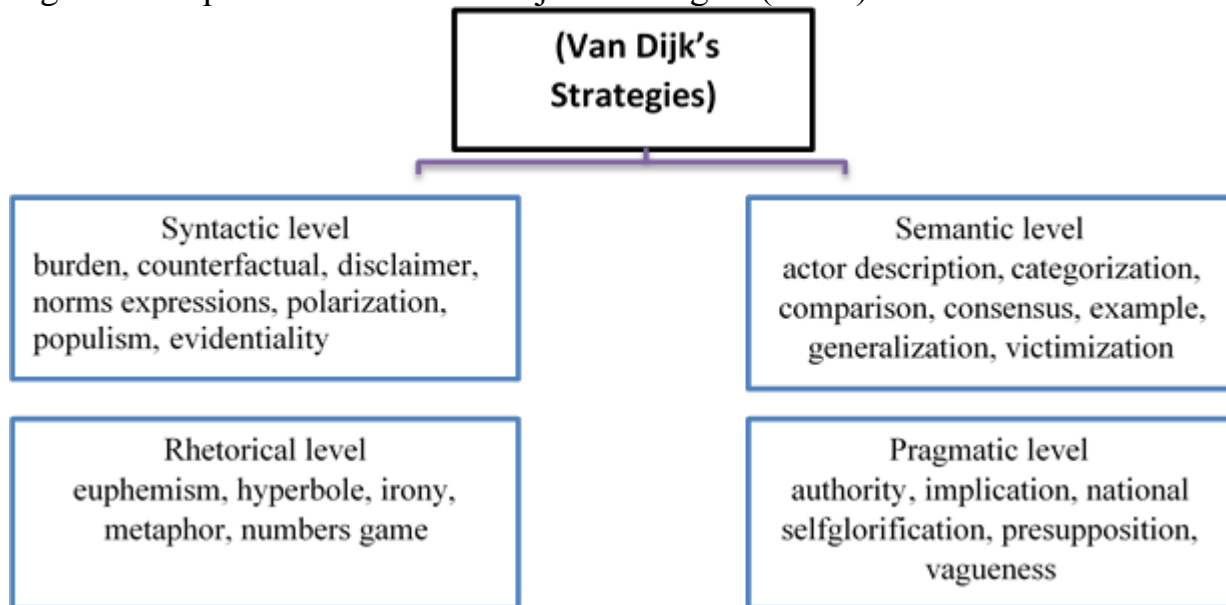 (Van Dijk's
Strategies)
Syntactic level
burden, counterfactual, disclaimer,
norms expressions, polarization,
populism, evidentiality
Semantic level
actor description, categorization,
comparison, consensus, example,
generalization, victimization
Rhetorical level
euphemism, hyperbole, irony,
metaphor, numbers game
Pragmatic level
authority, implication, national
selfglorification, presupposition,
vagueness